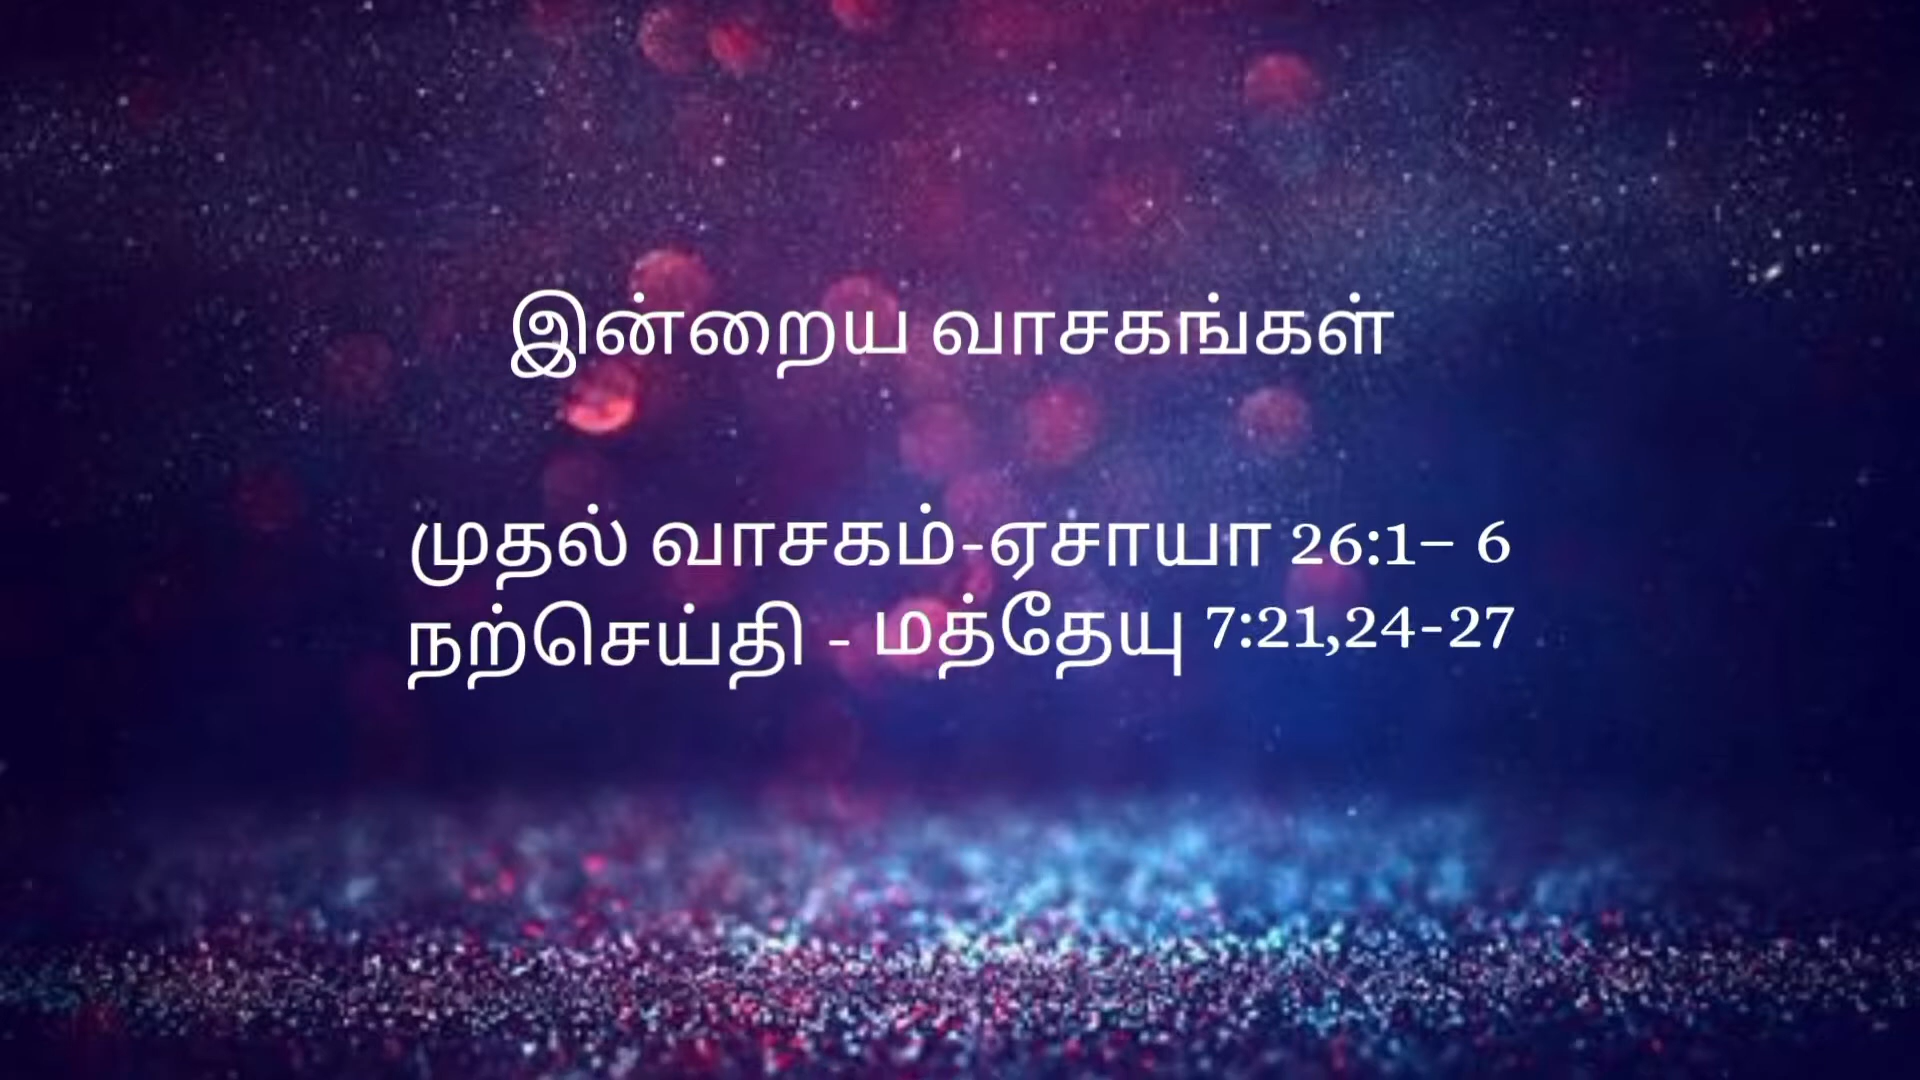 இன்றைய வாசகங்கள்
முதல் வாசகம்-ஏசாயா 26:1– 6
நற்செய்தி - மத்தேயு 7:21,24-27